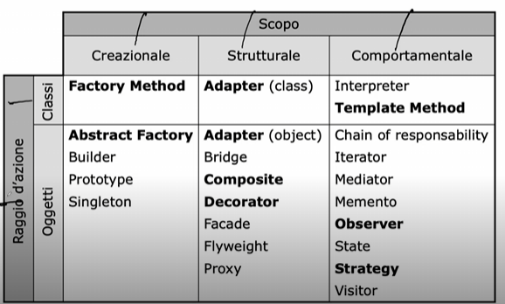 Scopo
Creazionale Strutturale Comportamentale
Raggio d'azione
Classi
Factory Method Adapter (class) Interpreter
Template Method
Oggetti
Abstract Factory Adapter (object) Chain of responsability
Builder Bridge Iterator
Prototype Composite Mediator
Singleton Decorator Memento
Facade Observer
Flyweight State
Proxy Strategy
Visitor